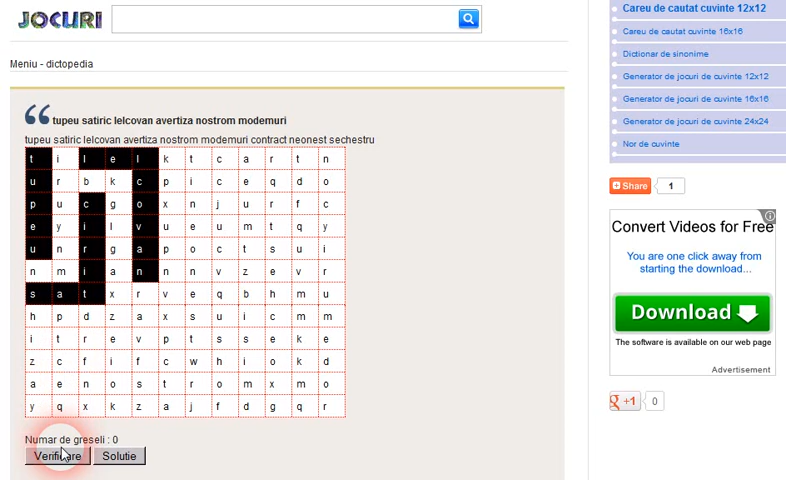 JOCURI
Meniu - dictopedia
tupeu satiric lelcovan avertiza nostrom modemuri
tupeu satiric lelcovan avertiza nostrom modemuri contract neonest sechestru
t i l e l k t c a r t n
u r b k c p i c e q d o
p u c g o x n j u r f c
e y i l v u e u m t q y
u n r g a p o c t s u i
n m i a n n n v z e v r
s a t x r v e q b h m u
h p d z a x s u i c m m
i t r e v p t s s e k e
z c f i f c w h i o k d
a e n o s t r o m x m o
y q x k z a j f d g q r
Numar de greseli : 0
Verificare Solutie
Careu de cautat cuvinte 12x12
Careu de cautat cuvinte 16x16
Dictionar de sinonime
Generator de jocuri de cuvinte 12x12
Generator de jocuri de cuvinte 16x16
Generator de jocuri de cuvinte 24x24
Nor de cuvinte
Share 1
Convert Videos for Free
You are one click away from
starting the download...
Download
The software is available on our web page
Advertisement
g +1 0